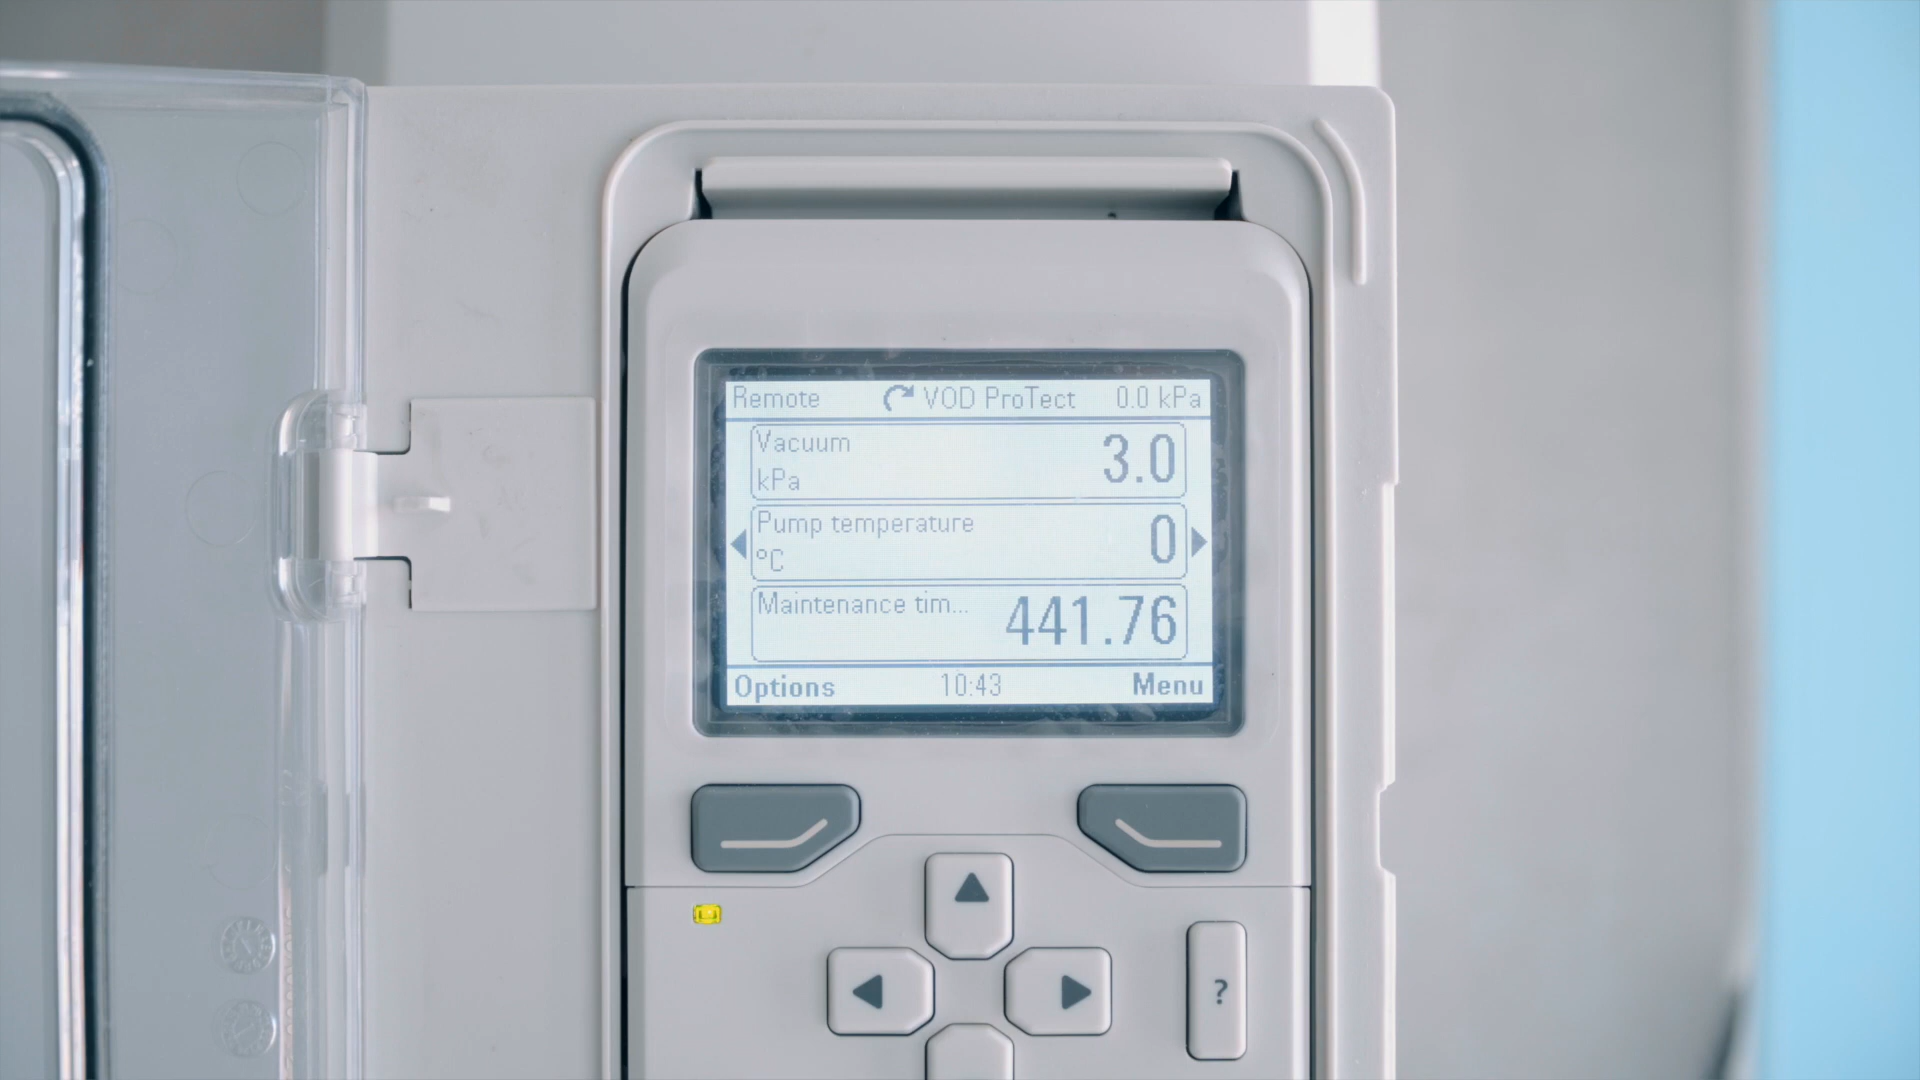 Remote VOD ProTect 0.0 kPa
Vacuum
3.0
kPa
Pump temperature
0
°C
Maintenance tim...
441.76
Options 10:43 Menu
?